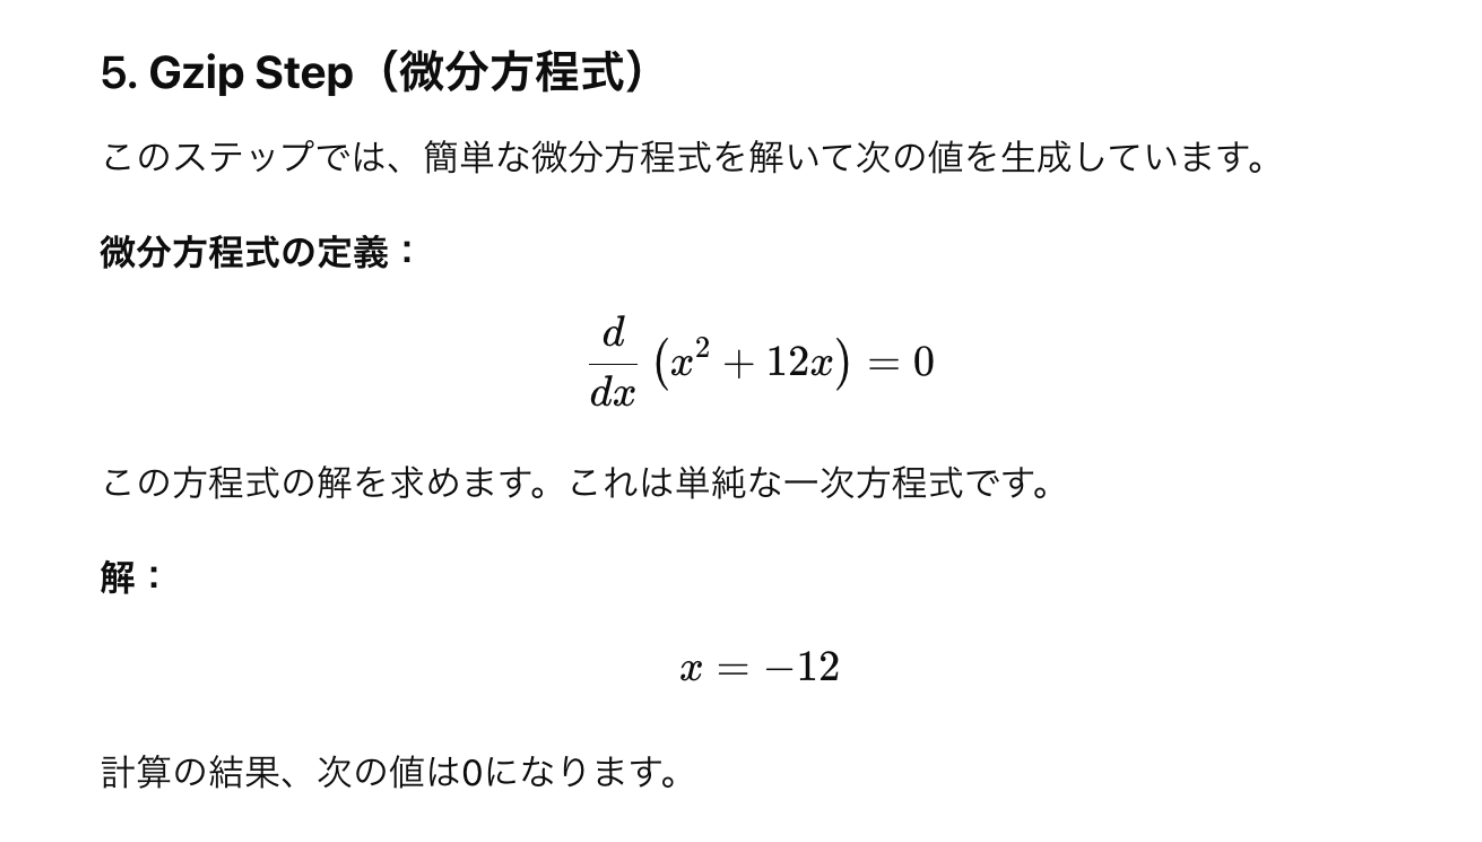 5. Gzip Step（微分方程式）
このステップでは、簡単な微分方程式を解いて次の値を生成しています。
微分方程式の定義：
\frac{d}{dx}(x^2 + 12x) = 0
この方程式の解を求めます。これは単純な一次方程式です。
解：
x = −12
計算の結果、次の値は0になります。